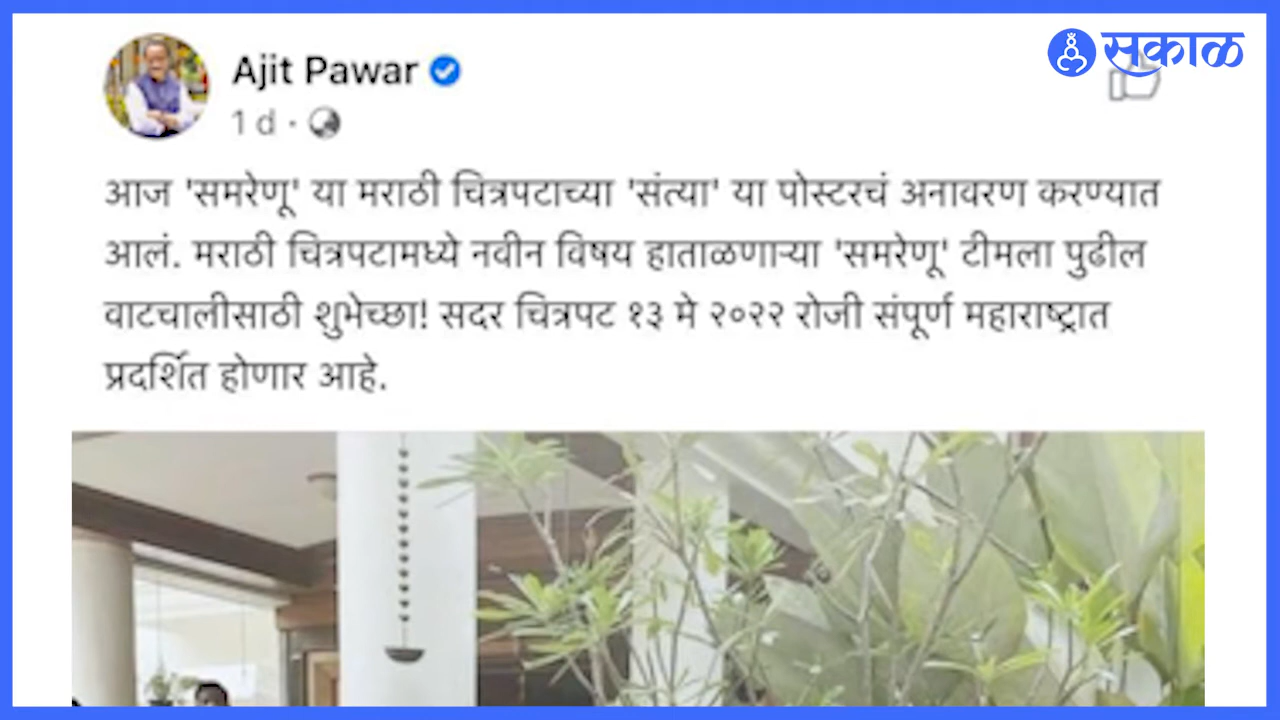 सकाळ
Ajit Pawar
1 d ·
आज 'समरेणू' या मराठी चित्रपटाच्या 'संत्या' या पोस्टरचं अनावरण करण्यात
आलं. मराठी चित्रपटामध्ये नवीन विषय हाताळणाऱ्या 'समरेणू' टीमला पुढील
वाटचालीसाठी शुभेच्छा! सदर चित्रपट १३ मे २०२२ रोजी संपूर्ण महाराष्ट्रात
प्रदर्शित होणार आहे.